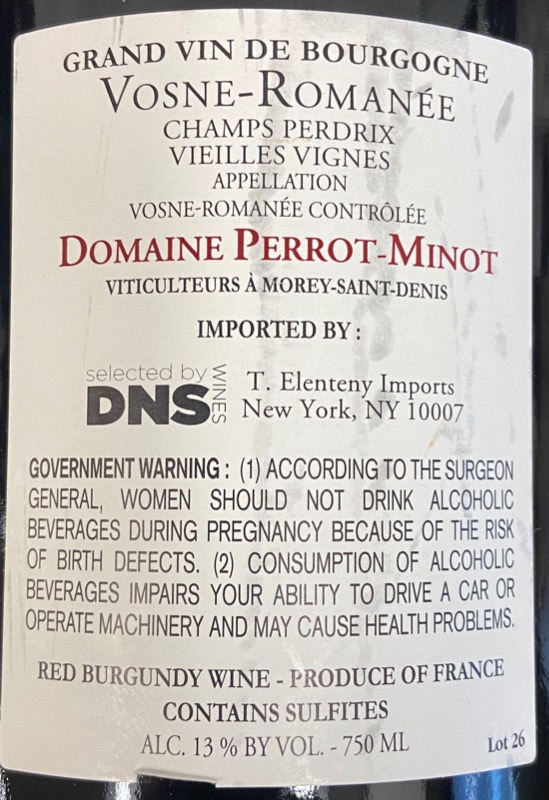 GRAND VIN DE BOURGOGNE
VOSNE-ROMANÉE
CHAMPS PERDRIX
VIEILLES VIGNES
APPELLATION
VOSNE-ROMANÉE CONTRÔLÉE
DOMAINE PERROT-MINOT
VITICULTEURS À MOREY-SAINT-DENIS
IMPORTED BY :
selected by
DNS
WINES
T. Elenteny Imports
New York, NY 10007
GOVERNMENT WARNING : (1) ACCORDING TO THE SURGEON
GENERAL, WOMEN SHOULD NOT DRINK ALCOHOLIC
BEVERAGES DURING PREGNANCY BECAUSE OF THE RISK
OF BIRTH DEFECTS. (2) CONSUMPTION OF ALCOHOLIC
BEVERAGES IMPAIRS YOUR ABILITY TO DRIVE A CAR OR
OPERATE MACHINERY AND MAY CAUSE HEALTH PROBLEMS.
RED BURGUNDY WINE - PRODUCE OF FRANCE
CONTAINS SULFITES
ALC. 13 % BY VOL. - 750 ML
Lot 26